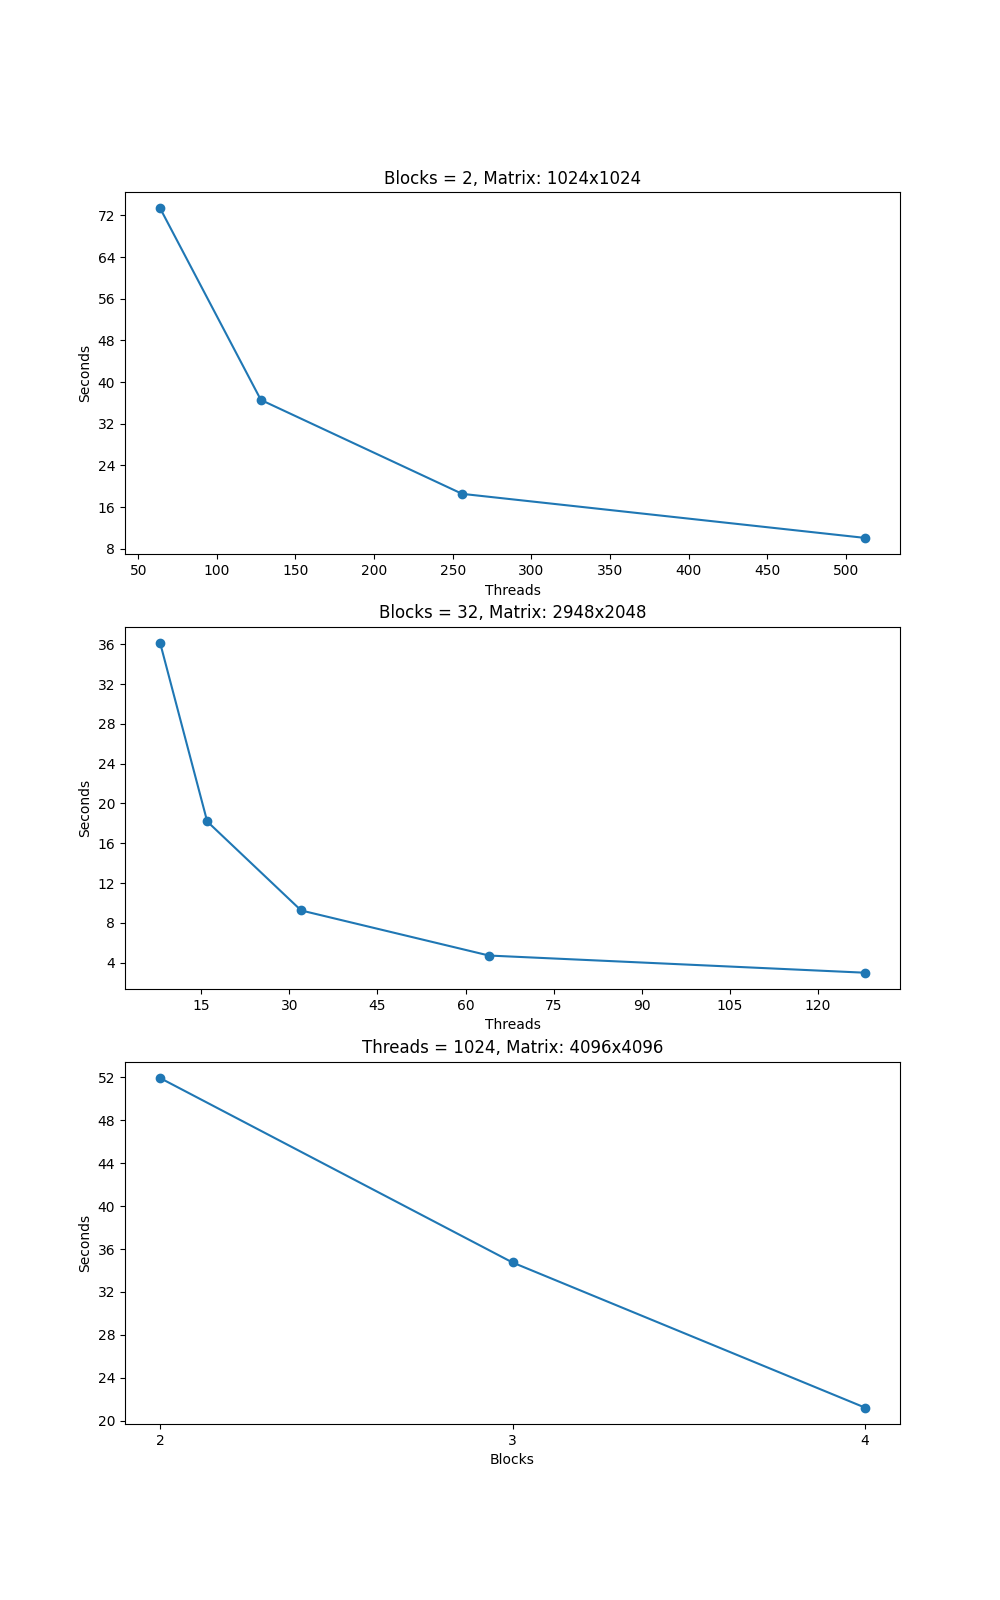 Blocks = 2, Matrix: 1024x1024
72
64
56
48
40
32
24
16
8
Seconds
50 100 150 200 250 300 350 400 450 500
Threads
Blocks = 32, Matrix: 2948x2048
36
32
28
24
20
16
12
8
4
Seconds
15 30 45 60 75 90 105 120
Threads
Threads = 1024, Matrix: 4096x4096
52
48
44
40
36
32
28
24
20
Seconds
2 3 4
Blocks